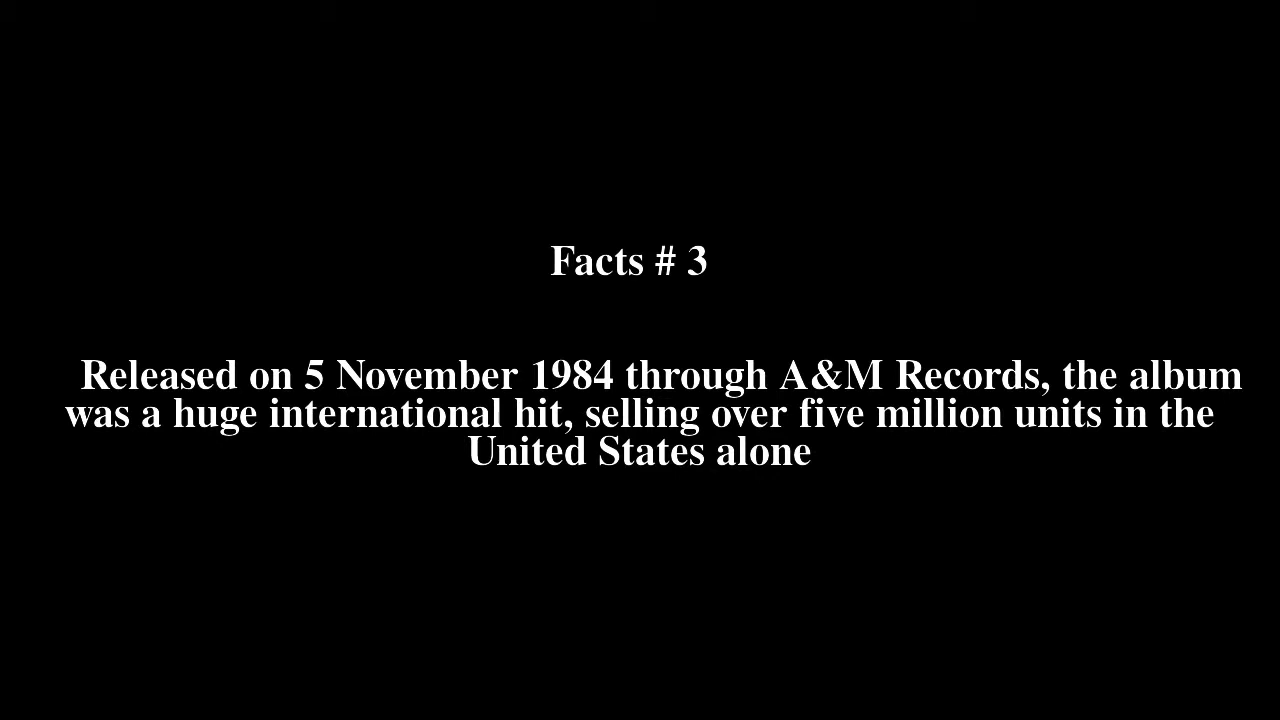 Facts # 3
Released on 5 November 1984 through A&M Records, the album
was a huge international hit, selling over five million units in the
United States alone